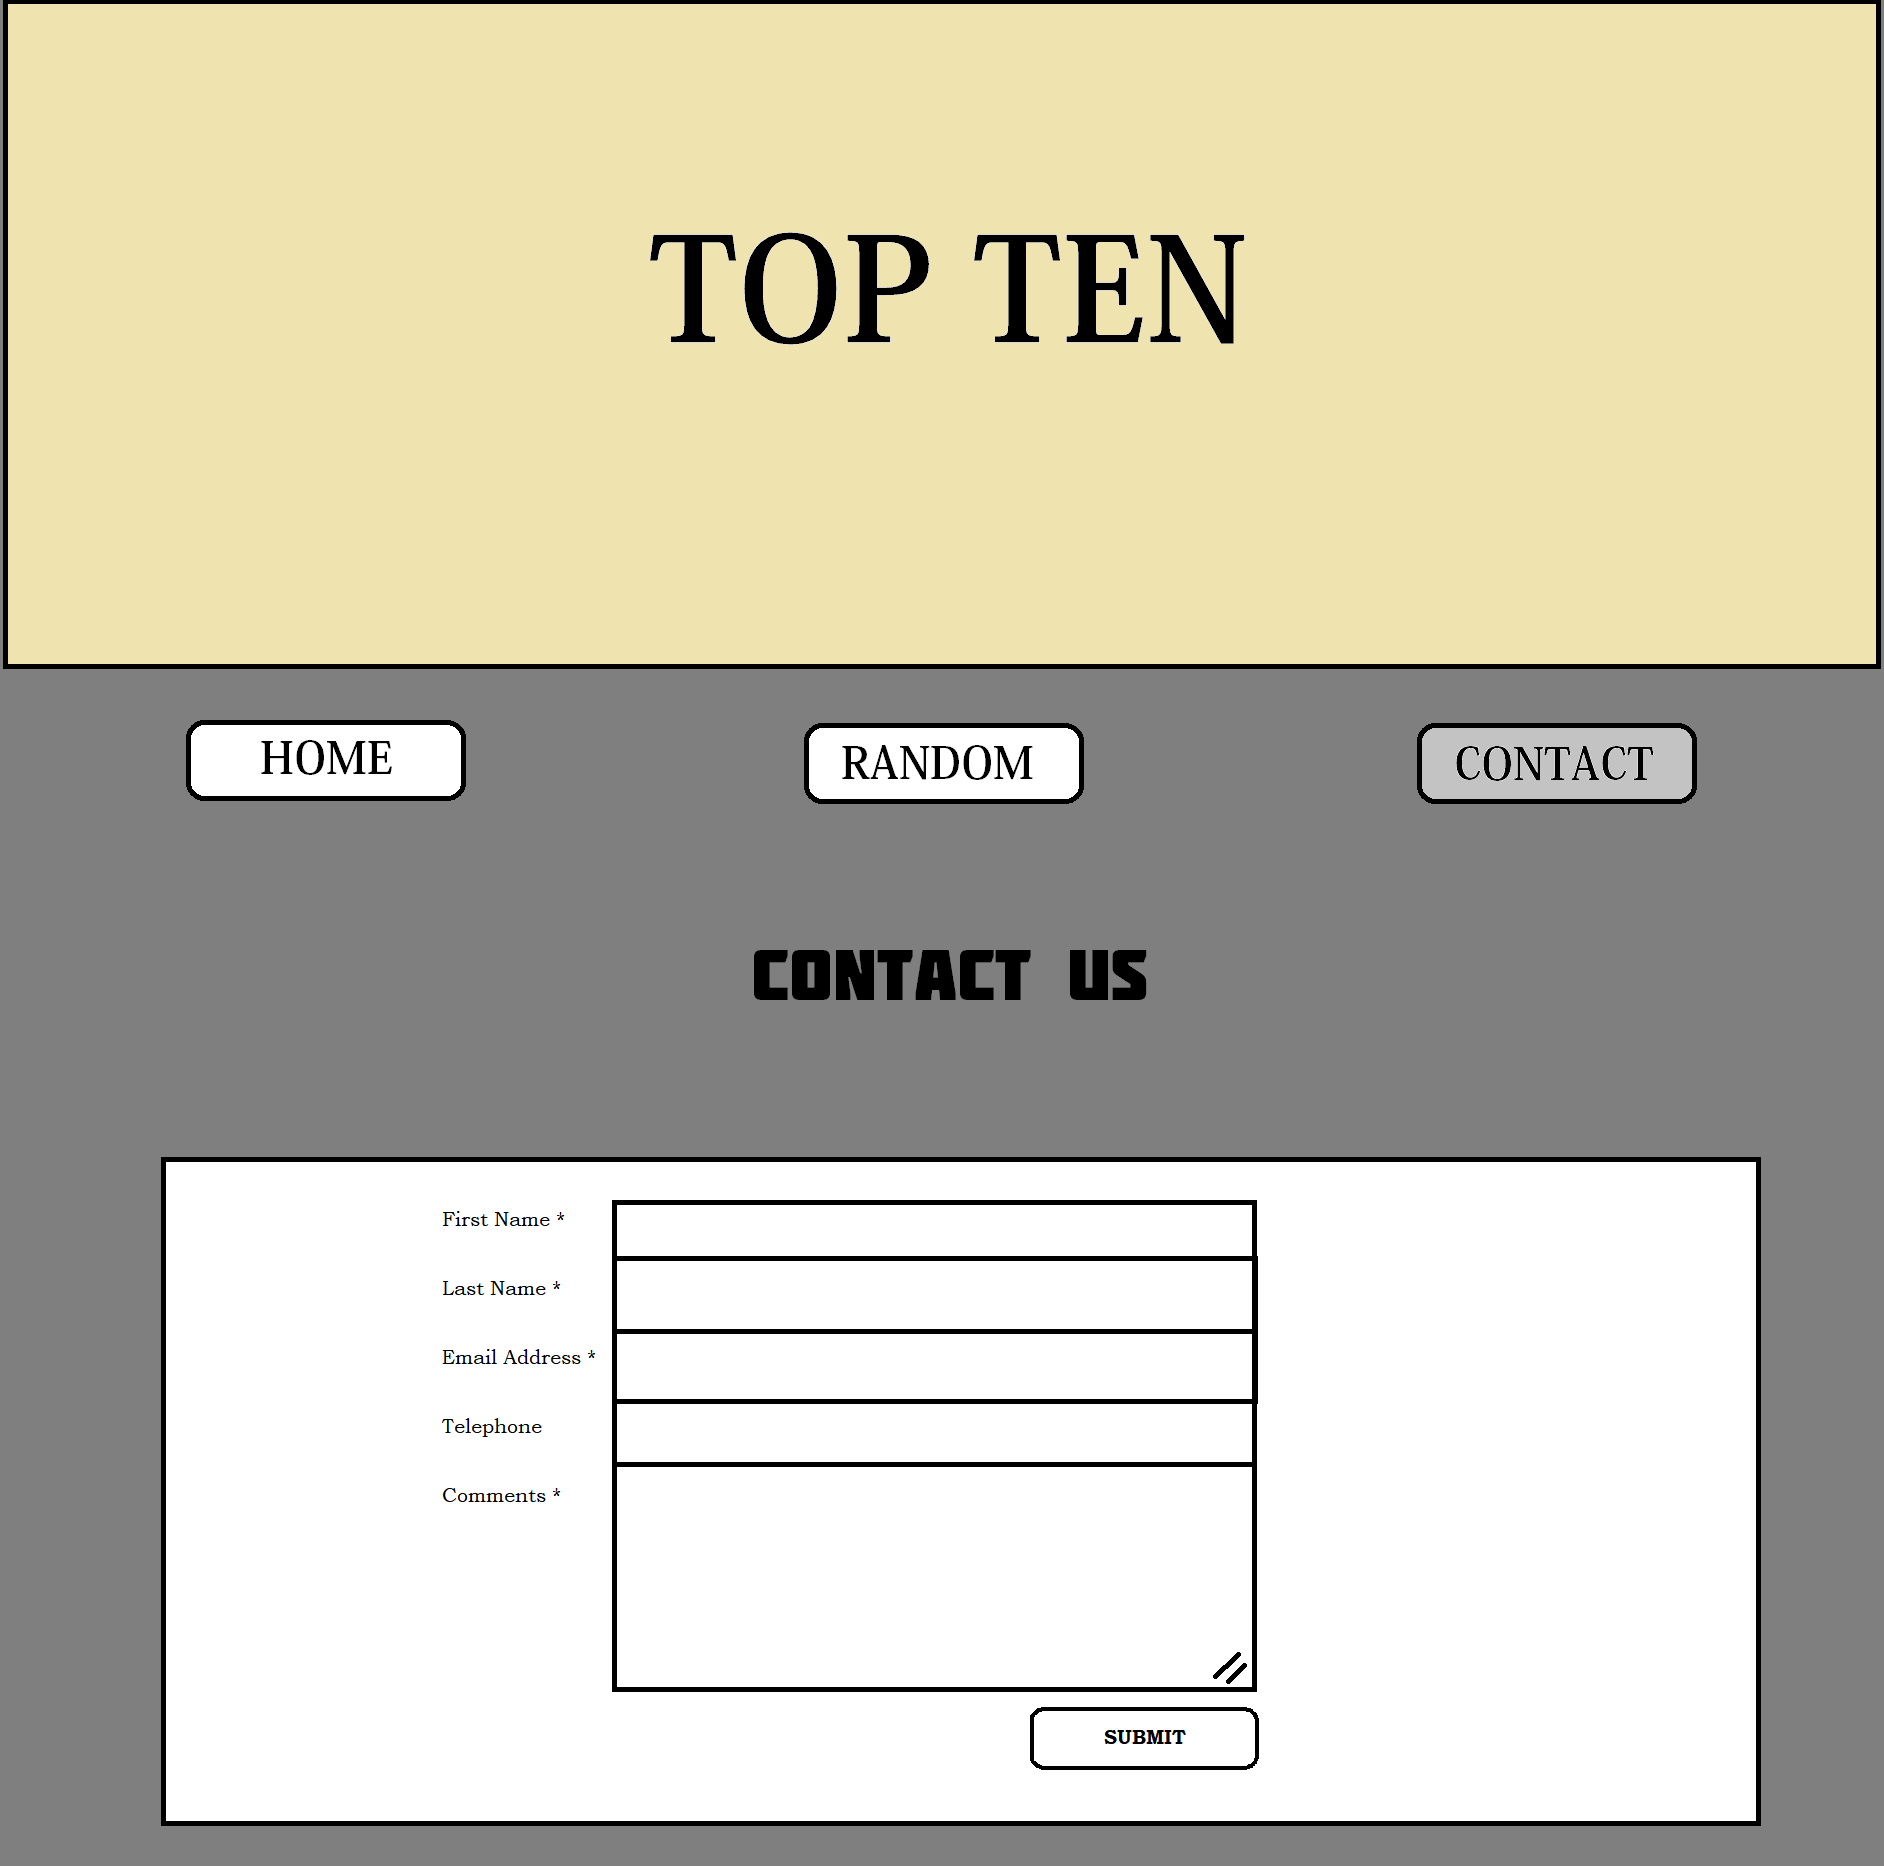 TOP TEN
HOME
RANDOM
CONTACT
CONTACT US
First Name *
Last Name *
Email Address *
Telephone
Comments *
SUBMIT